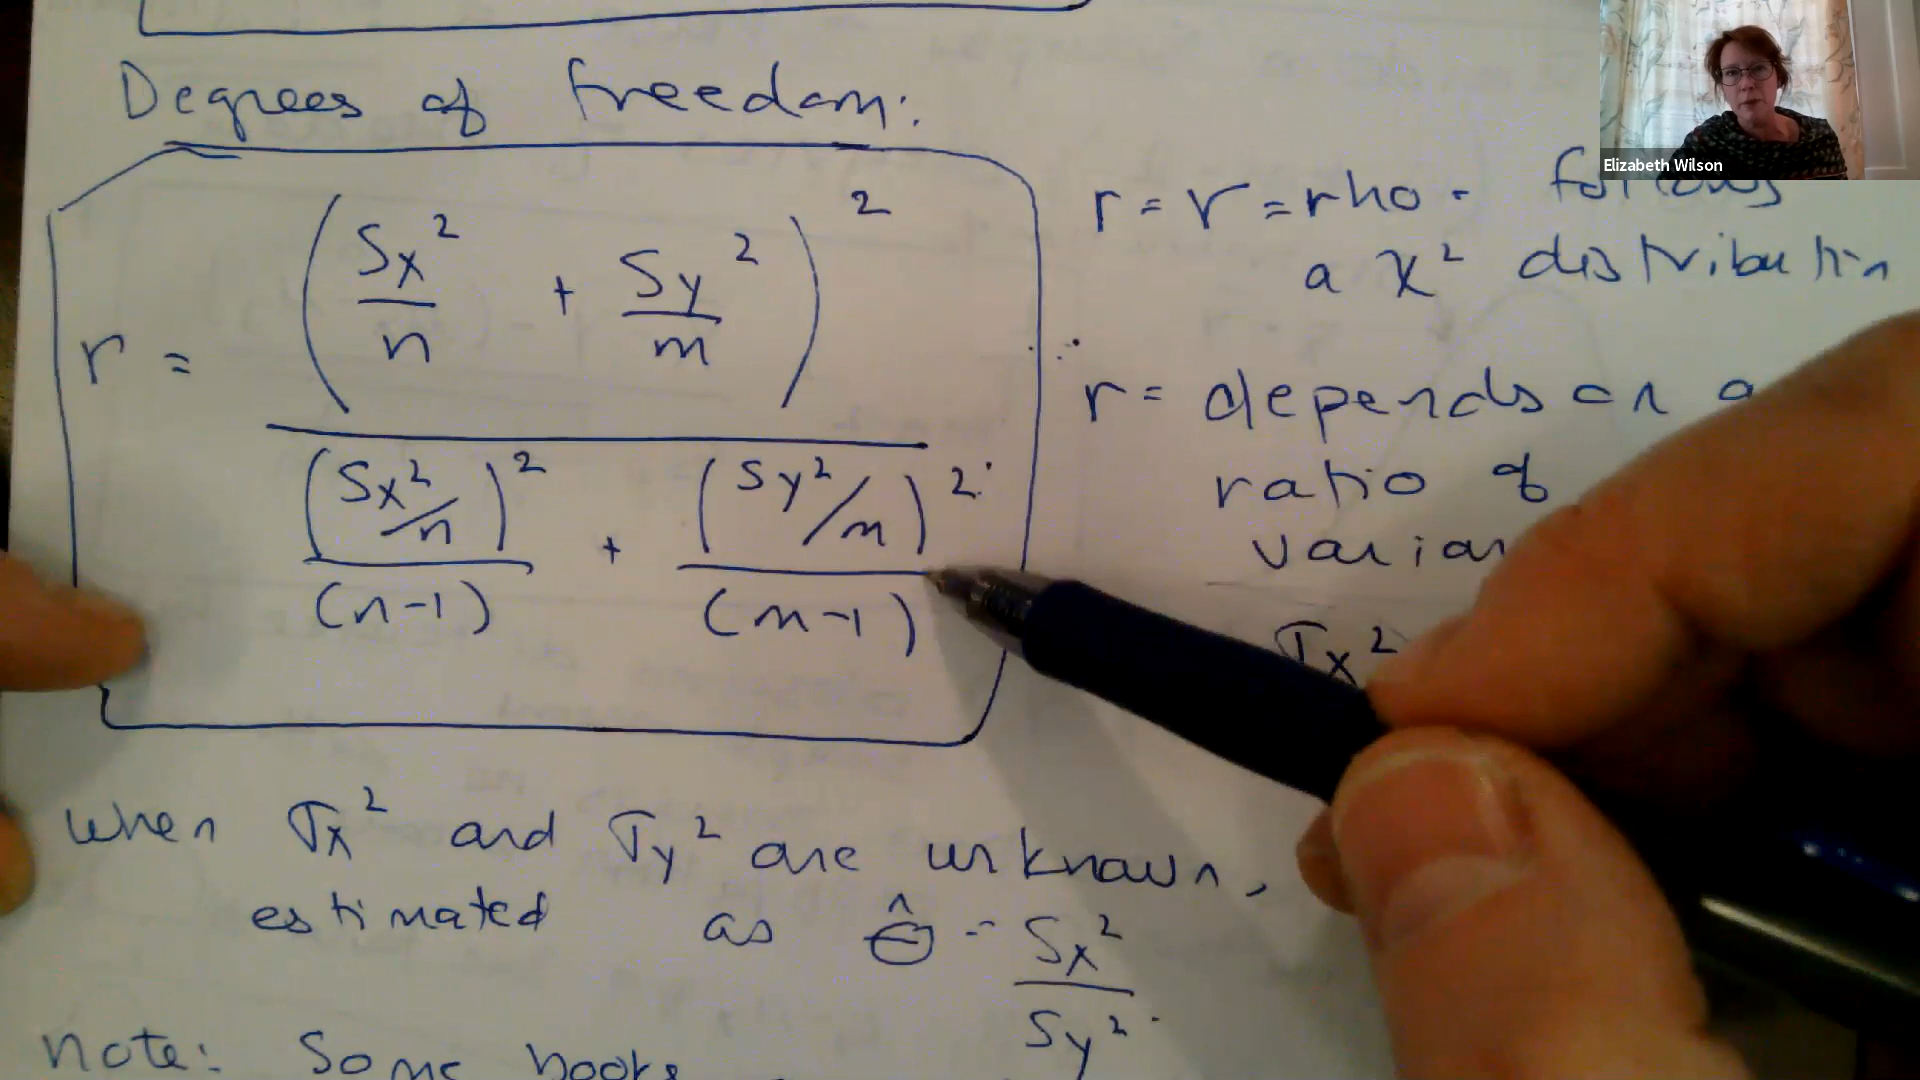 Degrees of freedom:
r = (Sx²/n + Sy²/m)² / ((Sx²/n)²/(n-1) + (Sy²/m)²/(m-1))
r = r = rho - follows
a χ² distribution
r = depends on a
ratio of
σx²
when σx² and σy² are unknown,
estimated as θ̂ = Sx²/Sy²
note: Some books
Elizabeth Wilson